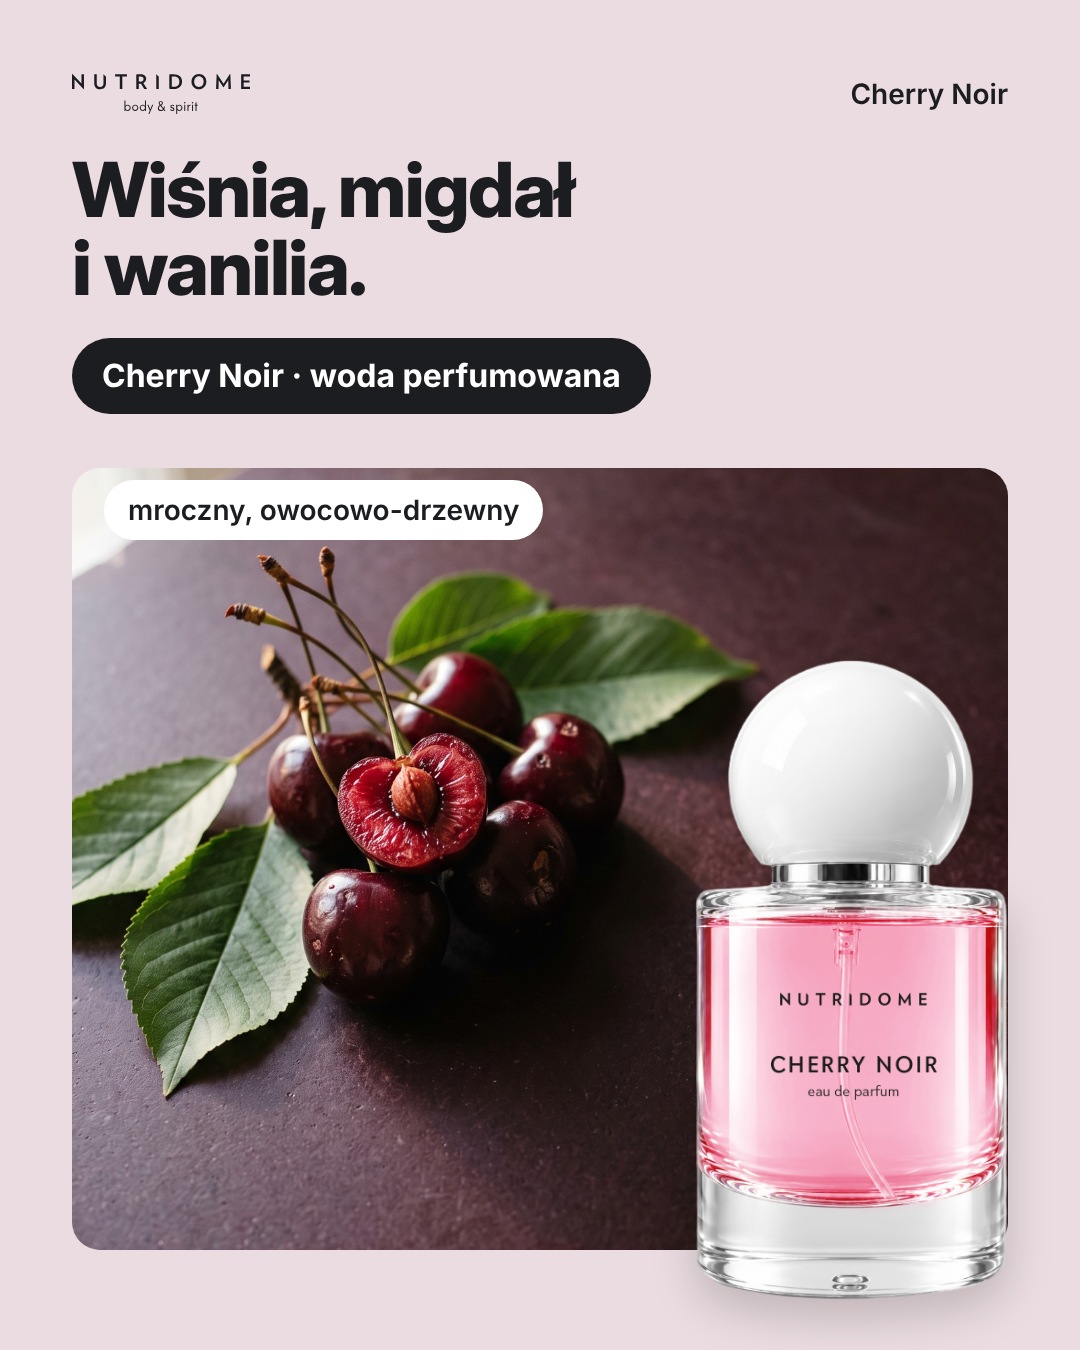 NUTRIDOME
body & spirit
Cherry Noir
Wiśnia, migdał
i wanilia.
Cherry Noir · woda perfumowana
mroczny, owocowo-drzewny
NUTRIDOME
CHERRY NOIR
eau de parfum